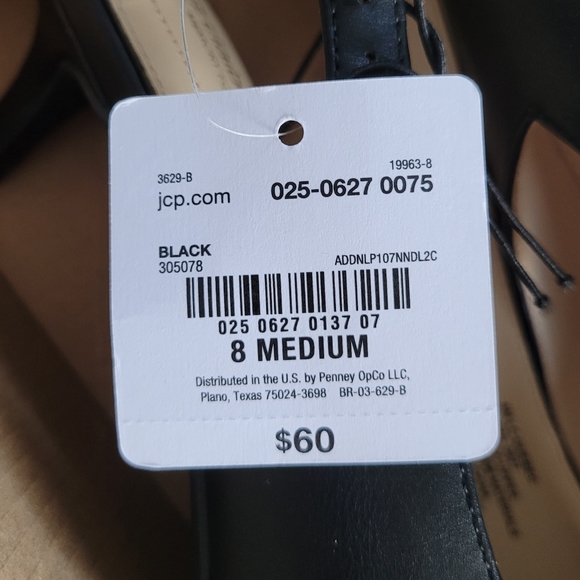 3629-B 19963-8
jcp.com 025-0627 0075
BLACK
305078 ADDNLP107NNDL2C
025 0627 0137 07
8 MEDIUM
Distributed in the U.S. by Penney OpCo LLC,
Plano, Texas 75024-3698 BR-03-629-B
$60